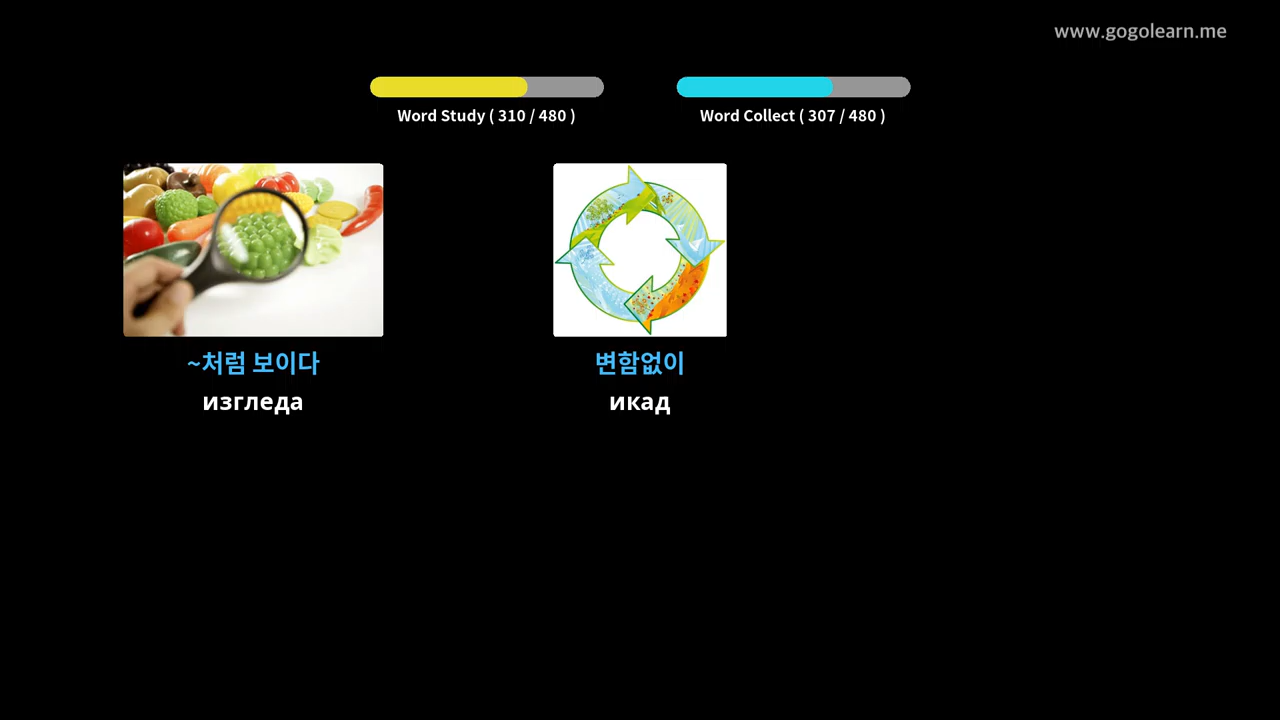 www.gogolearn.me
Word Study ( 310 / 480 )
Word Collect ( 307 / 480 )
~처럼 보이다
изгледа
변함없이
икад